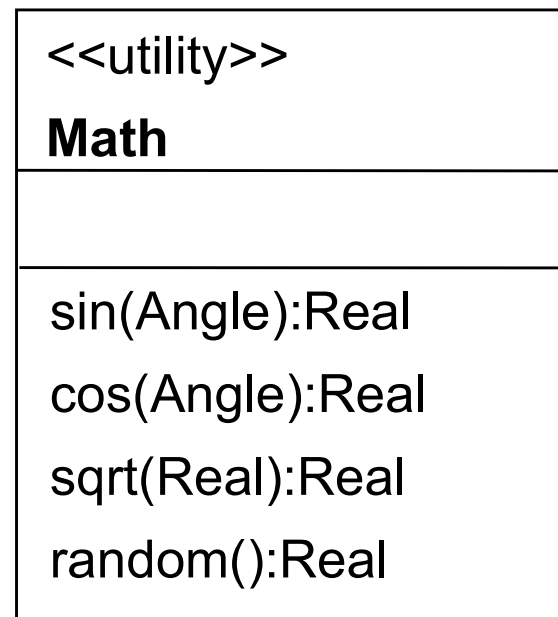 <<utility>>
Math
sin(Angle):Real
cos(Angle):Real
sqrt(Real):Real
random():Real